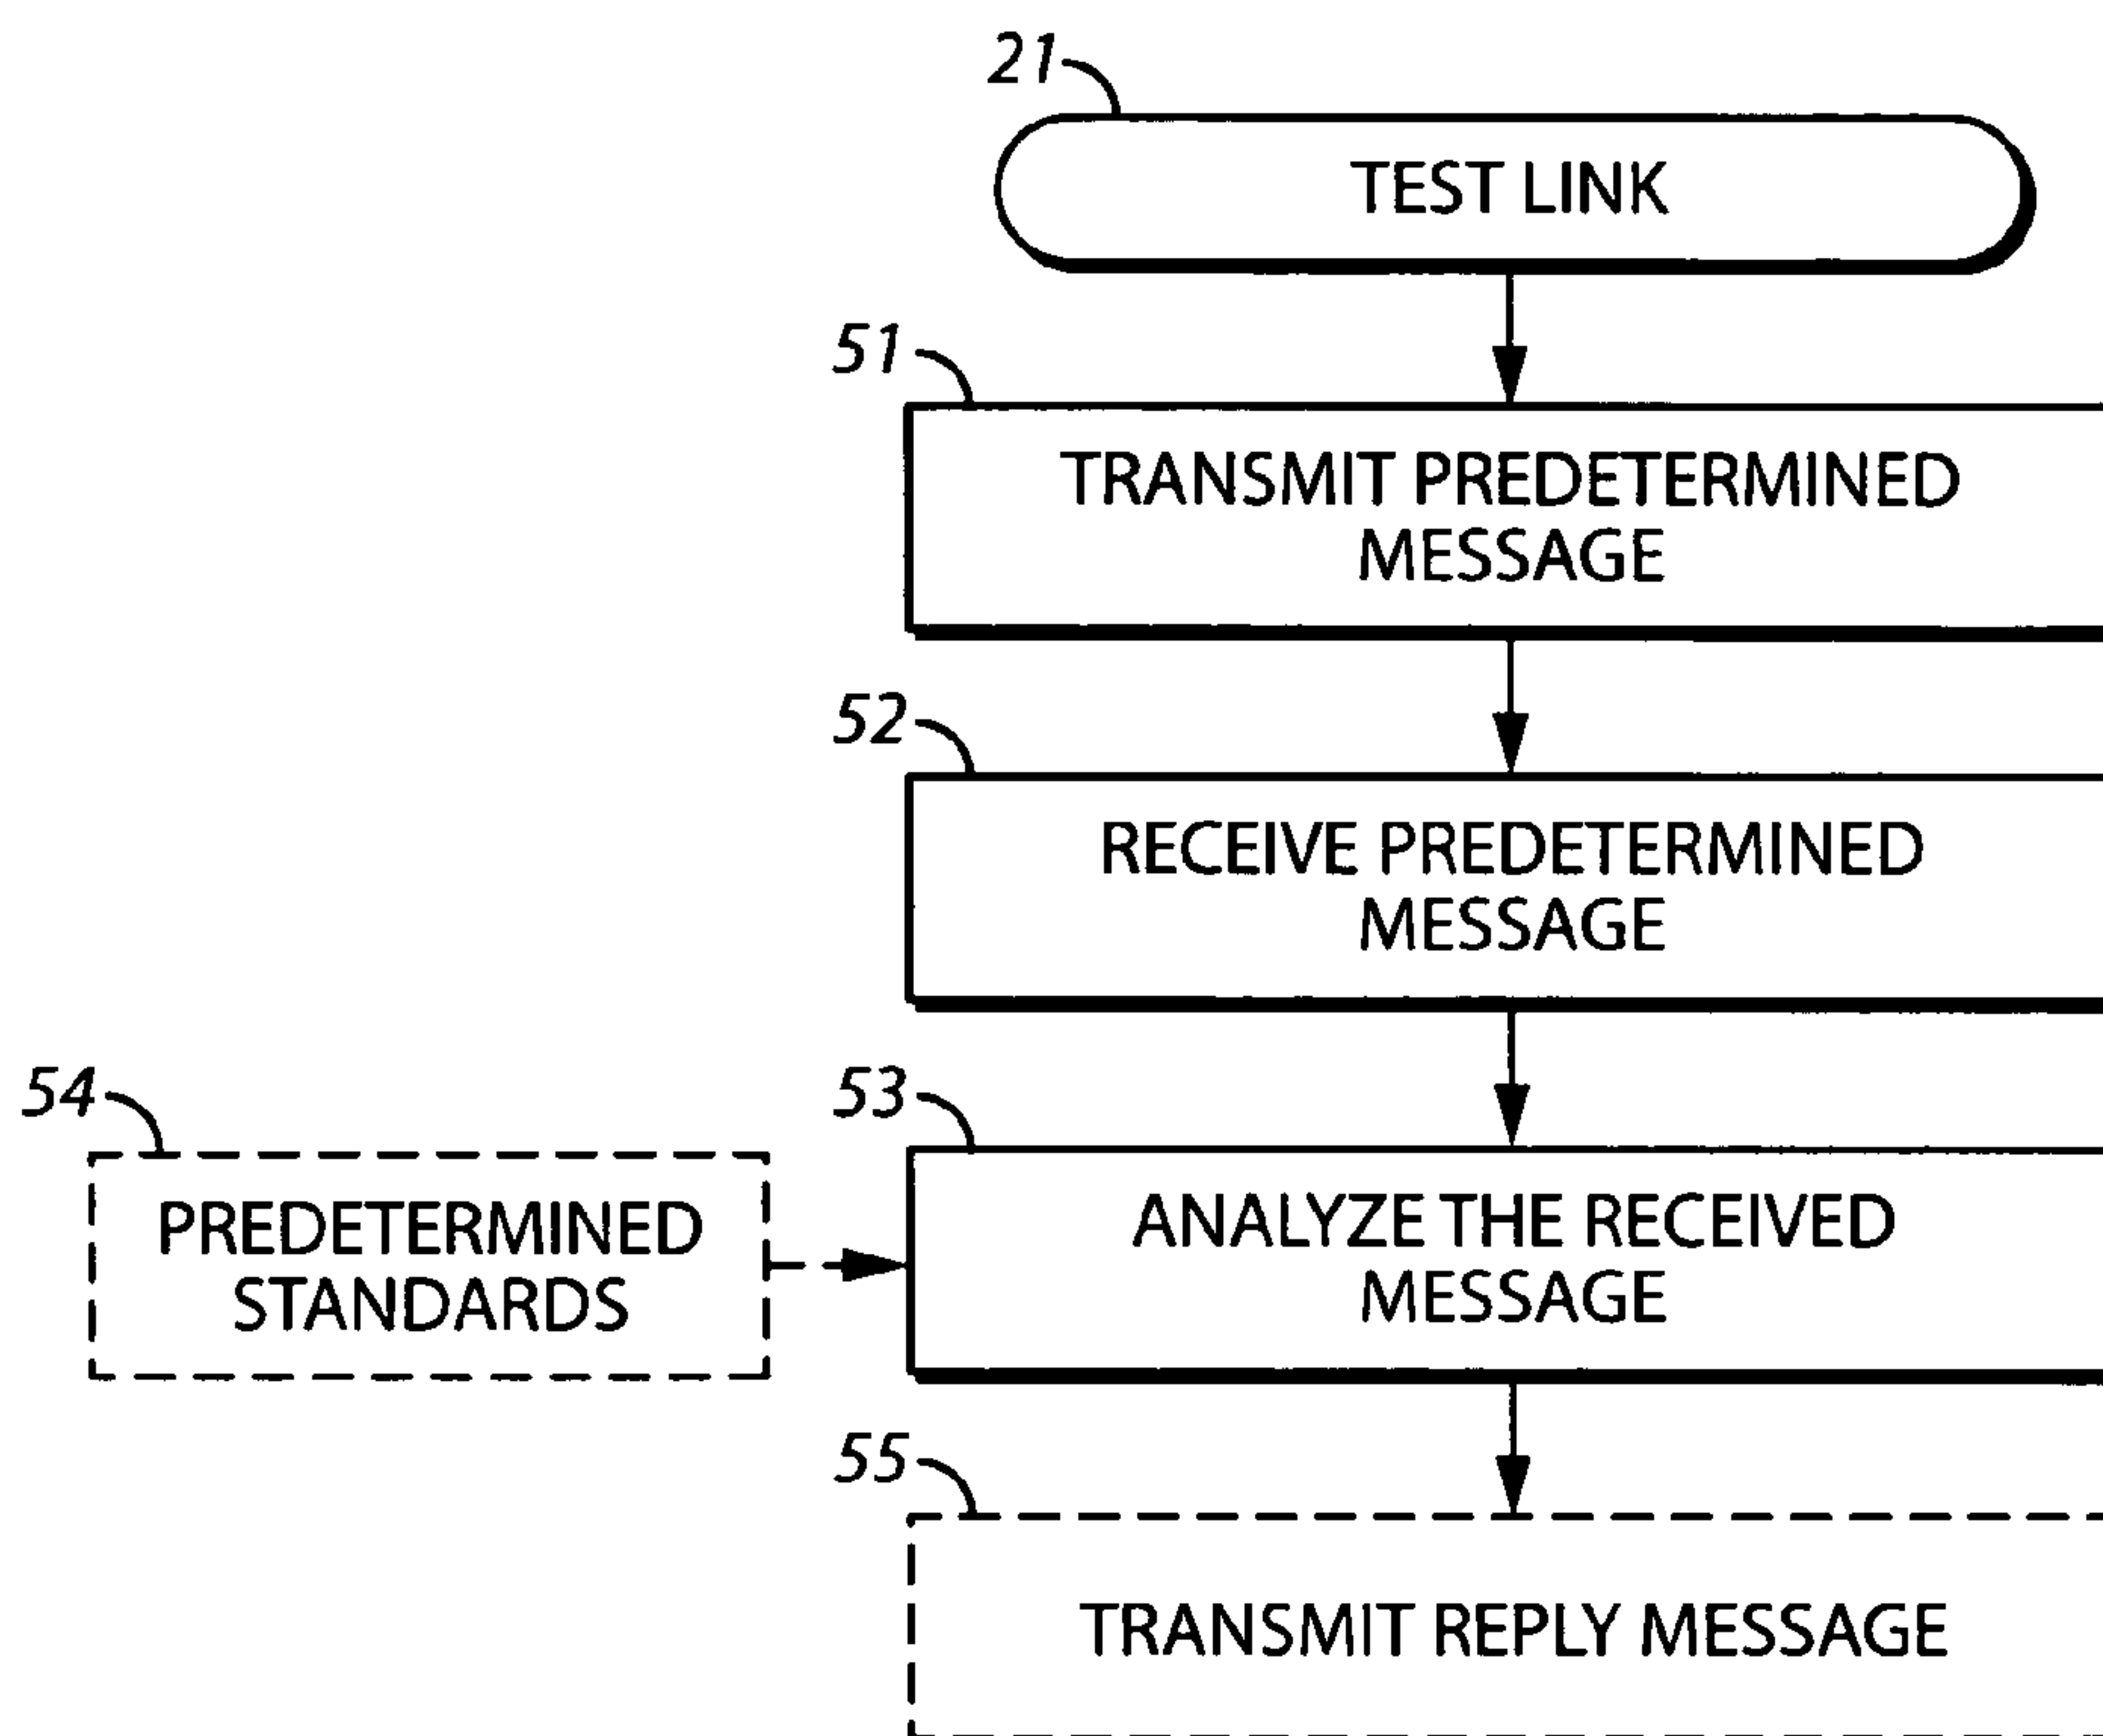 21
TEST LINK
51
TRANSMIT PREDETERMINED
MESSAGE
52
RECEIVE PREDETERMINED
MESSAGE
54
53
PREDETERMINED
STANDARDS
ANALYZE THE RECEIVED
MESSAGE
55
TRANSMIT REPLY MESSAGE